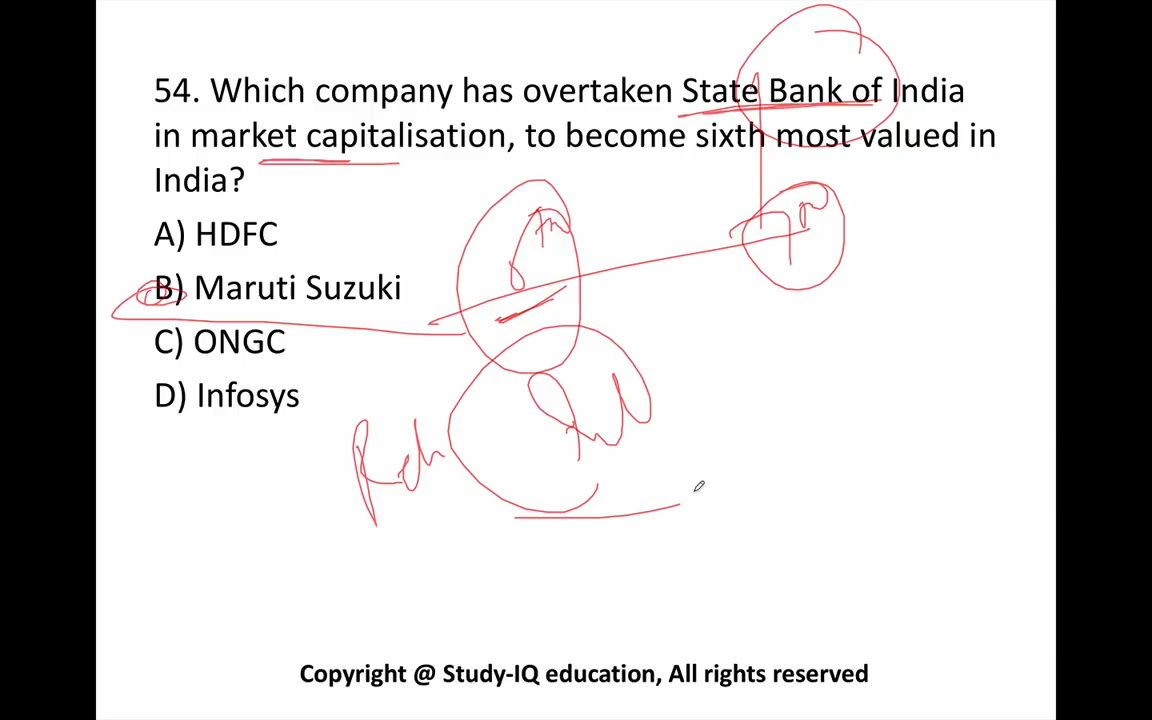 54. Which company has overtaken State Bank of India
in market capitalisation, to become sixth most valued in
India?
A) HDFC
B) Maruti Suzuki
C) ONGC
D) Infosys
Copyright @ Study-IQ education, All rights reserved